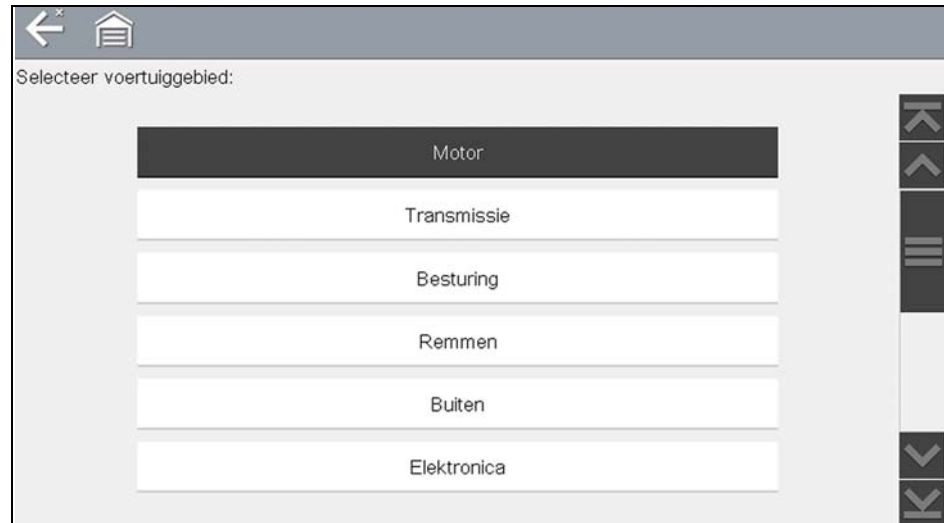 Selecteer voertuiggebied:
Motor
Transmissie
Besturing
Remmen
Buiten
Elektronica